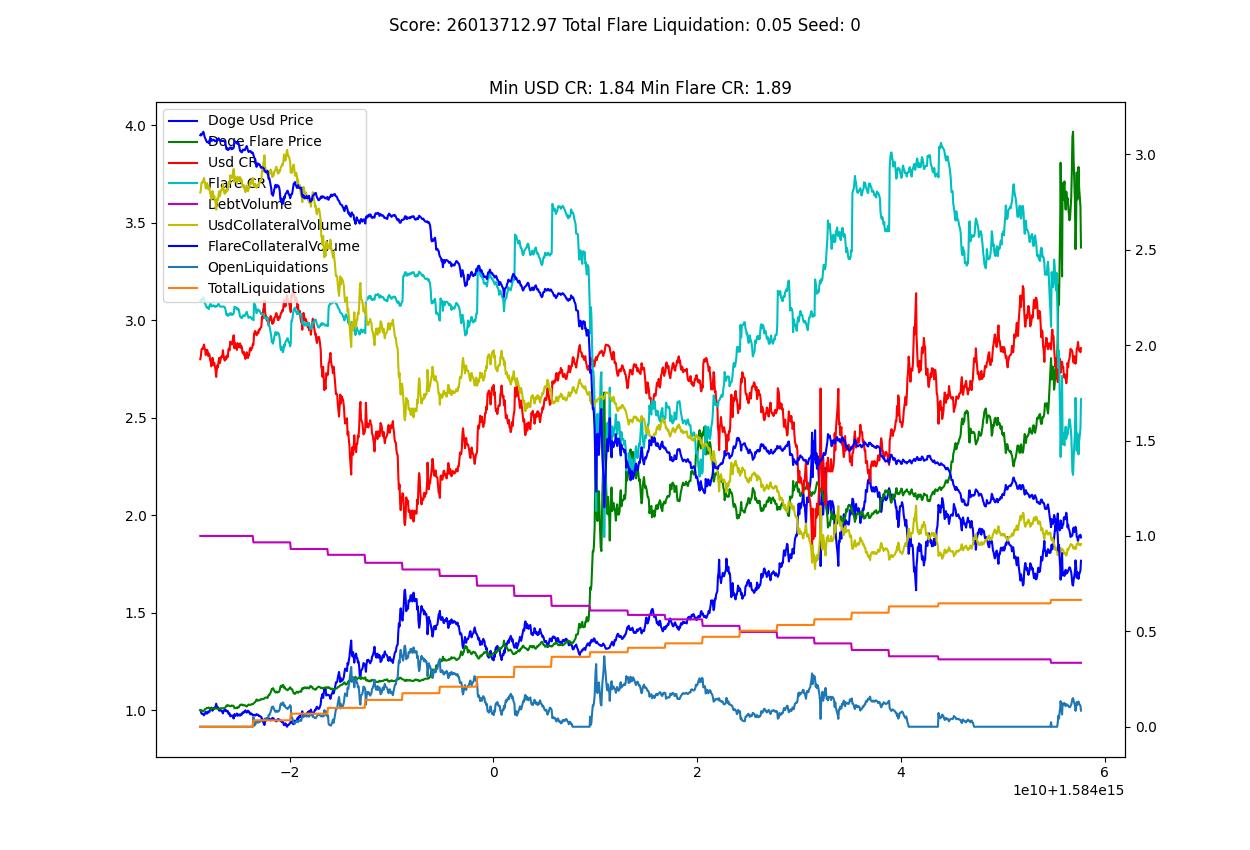 Score: 26013712.97 Total Flare Liquidation: 0.05 Seed: 0
Min USD CR: 1.84 Min Flare CR: 1.89
Doge Usd Price
Doge Flare Price
Usd CR
Flare CR
DebtVolume
UsdCollateralVolume
FlareCollateralVolume
OpenLiquidations
TotalLiquidations
4.0
3.5
3.0
2.5
2.0
1.5
1.0
3.0
2.5
2.0
1.5
1.0
0.5
0.0
−2
0
2
4
6
1e10+1.584e15